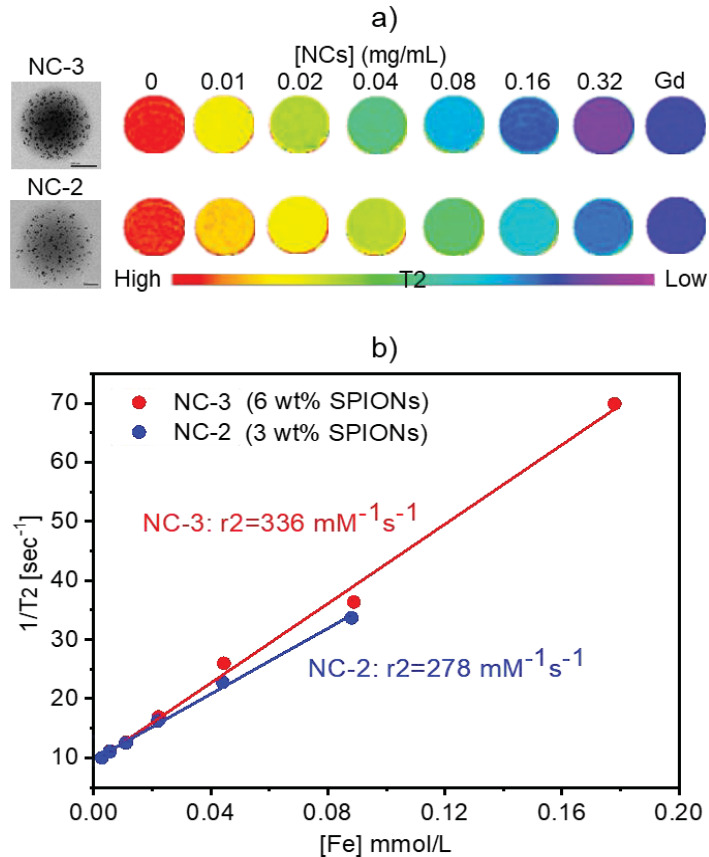 a)
[NCs] (mg/mL)
NC-3
0 0.01 0.02 0.04 0.08 0.16 0.32 Gd
NC-2
High T2 Low
b)
NC-3 (6 wt% SPIONs)
NC-2 (3 wt% SPIONs)
NC-3: r2=336 mM⁻¹s⁻¹
NC-2: r2=278 mM⁻¹s⁻¹
1/T2 [sec⁻¹]
70
60
50
40
30
20
10
0.00 0.04 0.08 0.12 0.16 0.20
[Fe] mmol/L